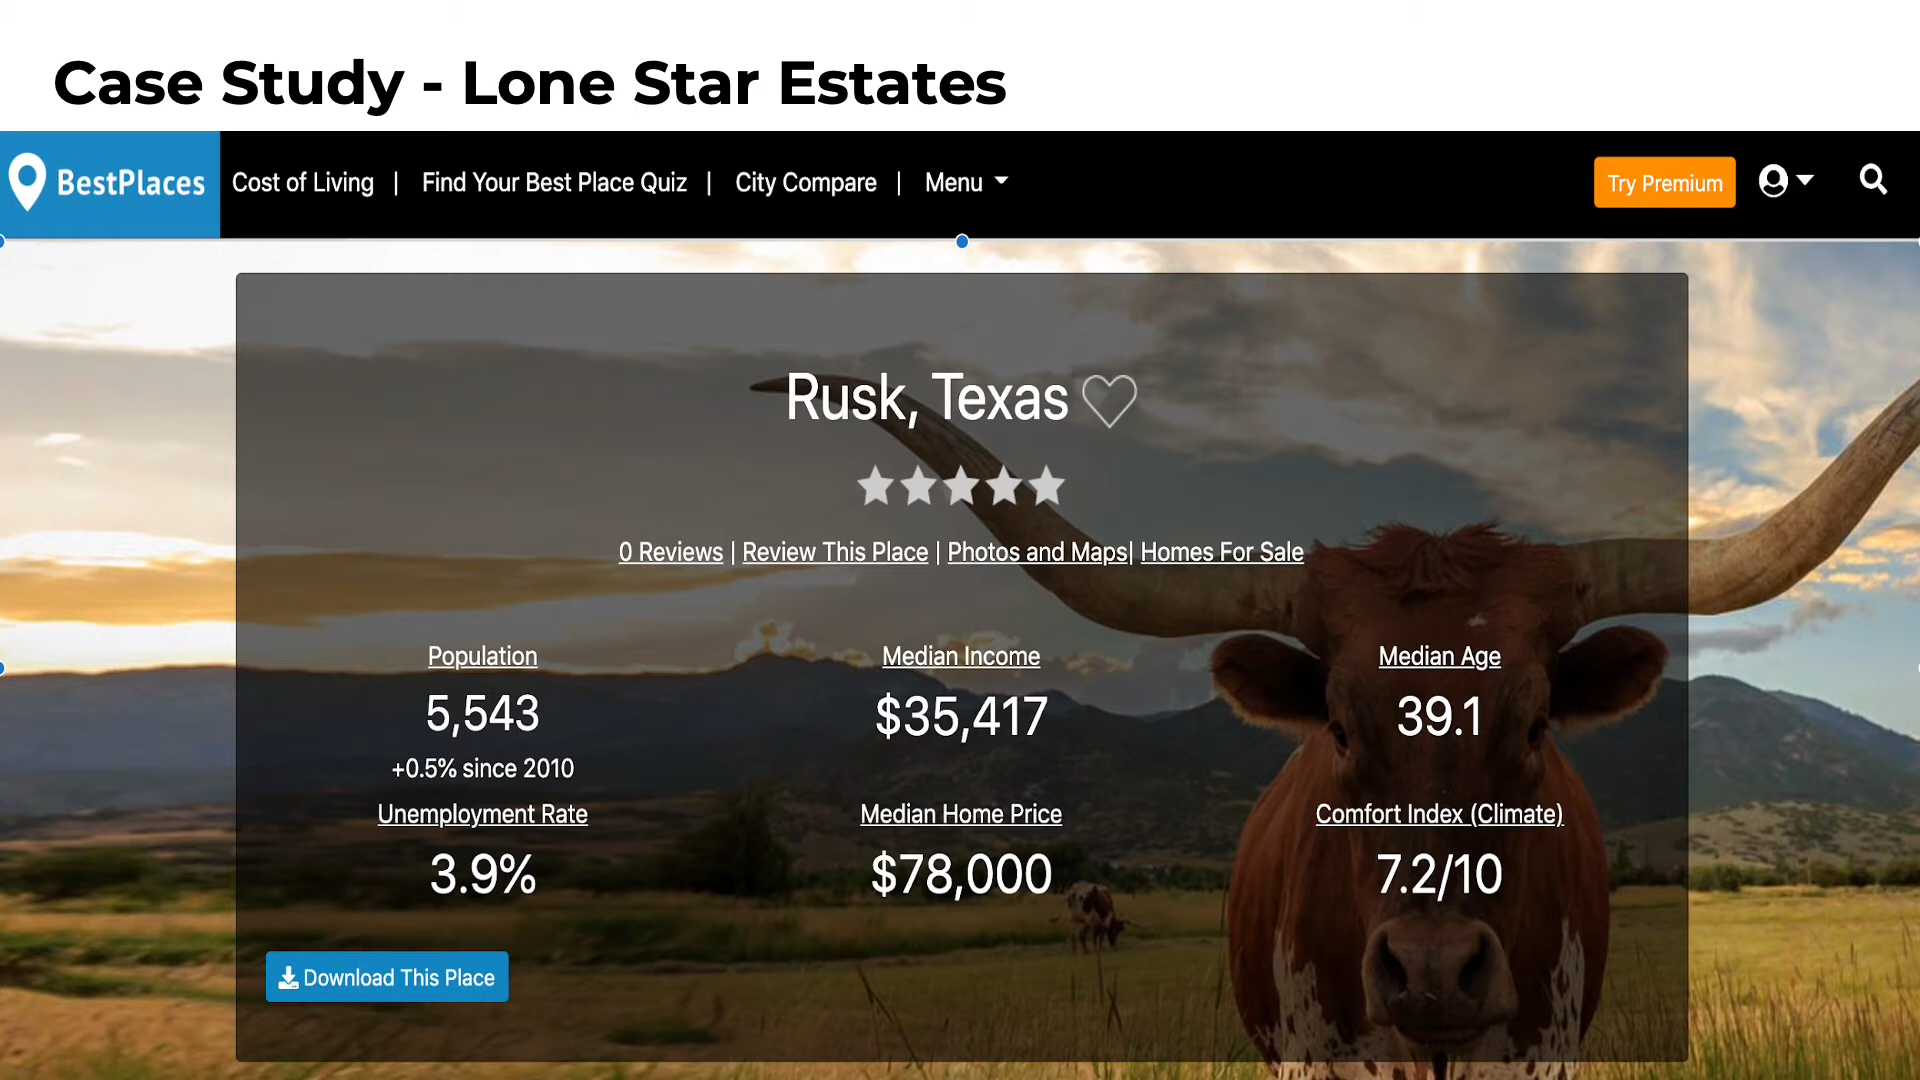 Case Study - Lone Star Estates
BestPlaces Cost of Living | Find Your Best Place Quiz | City Compare | Menu Try Premium
Rusk, Texas
0 Reviews | Review This Place | Photos and Maps| Homes For Sale
Population Median Income Median Age
5,543 $35,417 39.1
+0.5% since 2010
Unemployment Rate Median Home Price Comfort Index (Climate)
3.9% $78,000 7.2/10
Download This Place